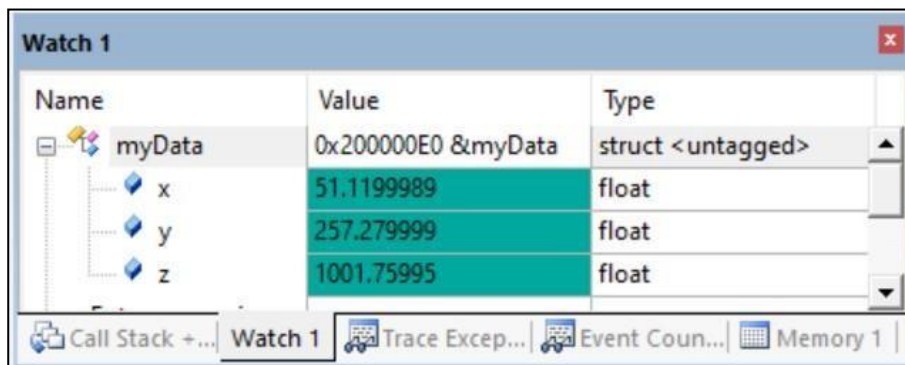 Watch 1
Name Value Type
myData 0x200000E0 &myData struct <untagged>
x 51.1199989 float
y 257.279999 float
z 1001.75995 float
Call Stack +... Watch 1 Trace Excep... Event Coun... Memory 1